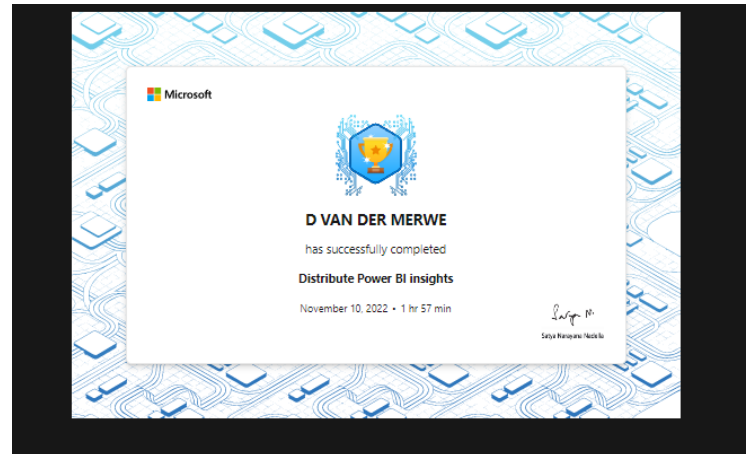 Microsoft
D VAN DER MERWE
has successfully completed
Distribute Power BI insights
November 10, 2022 • 1 hr 57 min
Satya N.
Satya Narayana Nadella